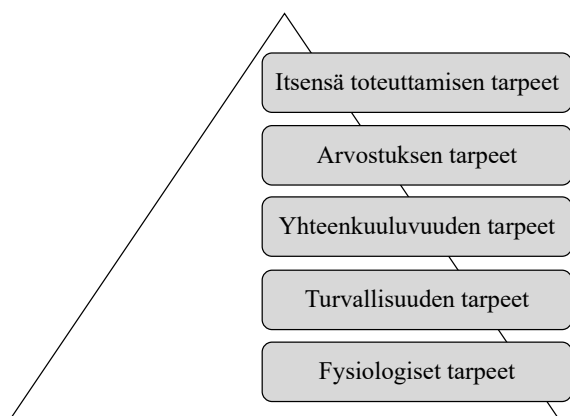 Itsensä toteuttamisen tarpeet
Arvostuksen tarpeet
Yhteenkuuluvuuden tarpeet
Turvallisuuden tarpeet
Fysiologiset tarpeet